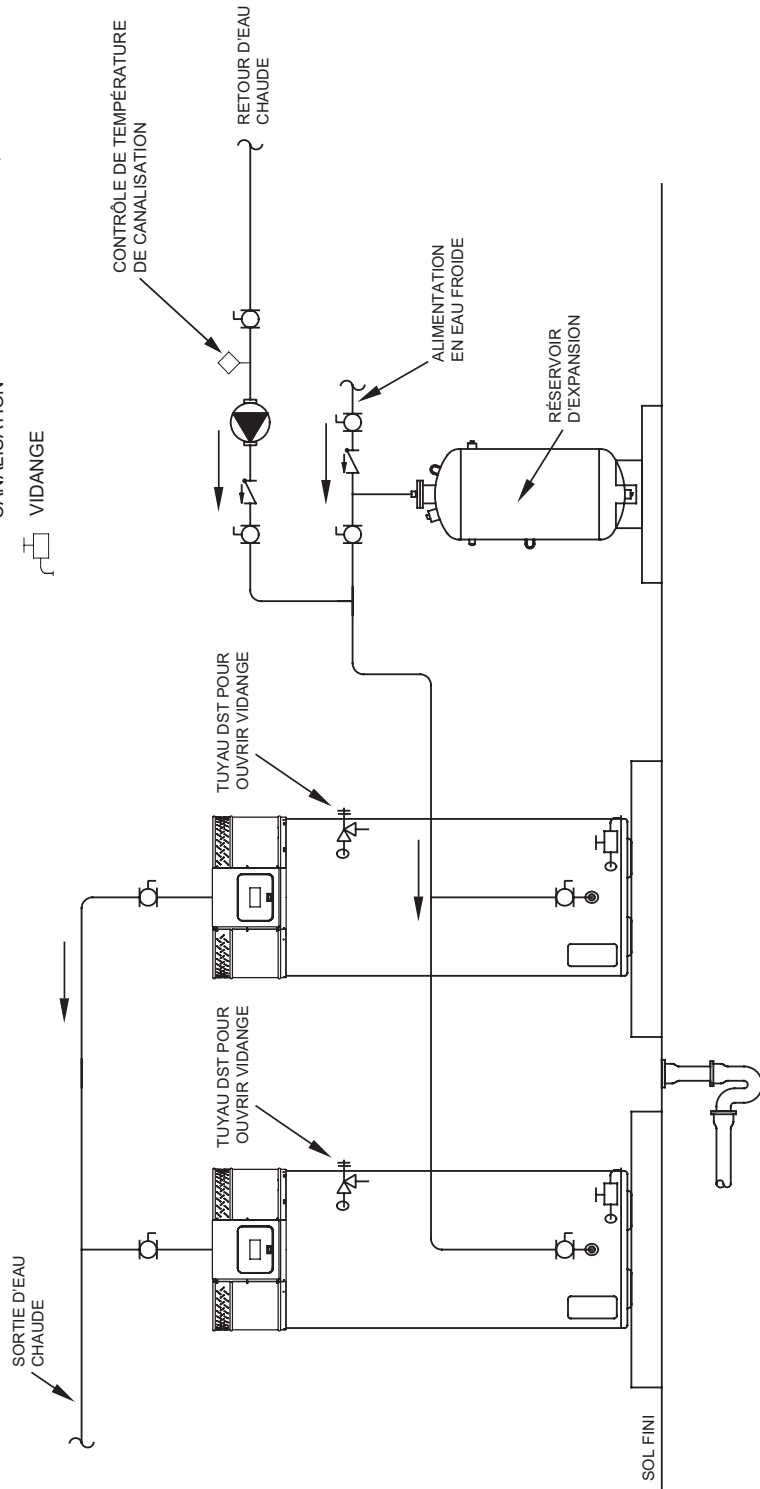 CANALISATION
VIDANGE
CONTRÔLE DE TEMPÉRATURE
DE CANALISATION
RETOUR D'EAU
CHAUDE
ALIMENTATION
EN EAU FROIDE
RÉSERVOIR
D'EXPANSION
TUYAU DST POUR
OUVRIR VIDANGE
TUYAU DST POUR
OUVRIR VIDANGE
SORTIE D'EAU
CHAUDE
SOL FINI